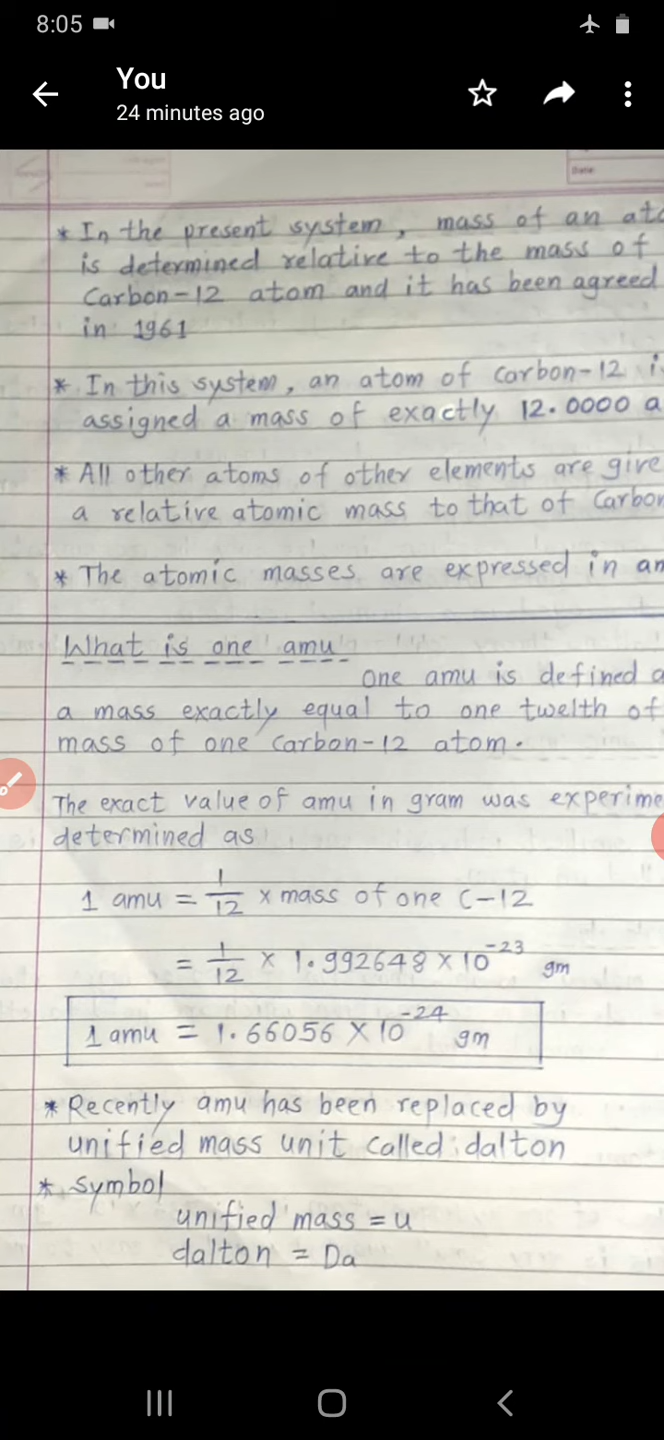 8:05
You
24 minutes ago
Date
* In the present system, mass of an ato
is determined relative to the mass of
Carbon-12 atom and it has been agreed
in 1961
* In this system, an atom of carbon-12 i
assigned a mass of exactly 12.0000 a
* All other atoms of other elements are give
a relative atomic mass to that of Carbon
* The atomic masses are expressed in am
What is one amu
One amu is defined a
a mass exactly equal to one twelth of
mass of one Carbon-12 atom.
The exact value of amu in gram was experime
determined as
1 amu = 1/12 × mass of one C-12
= 1/12 × 1.992648 × 10⁻²³ gm
1 amu = 1.66056 × 10⁻²⁴ gm
* Recently amu has been replaced by
unified mass unit called dalton
* Symbol
unified mass = u
dalton = Da